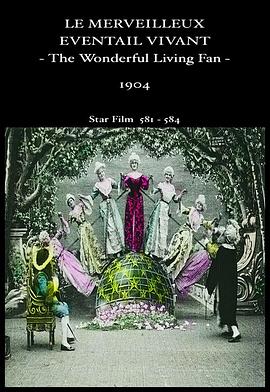 LE MERVEILLEUX
EVENTAIL VIVANT
- The Wonderful Living Fan -
1904
Star Film 581 - 584